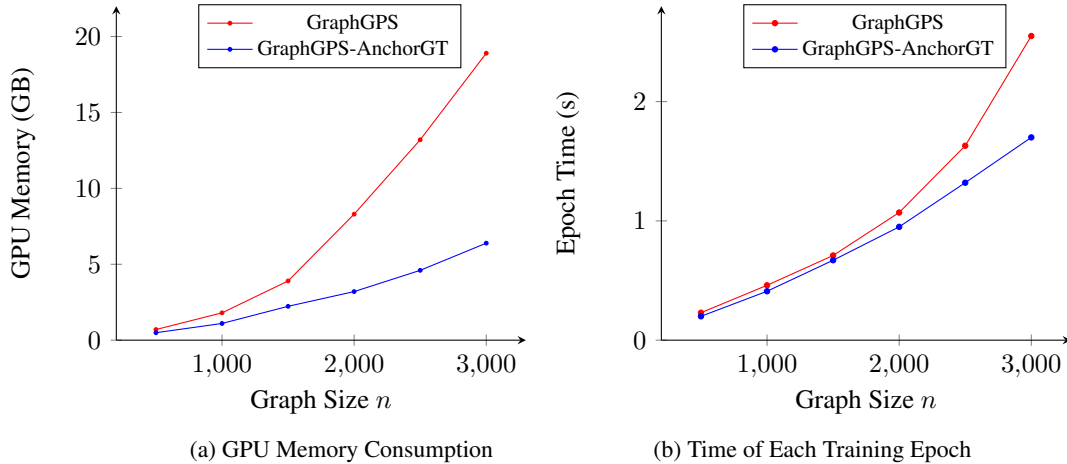 GraphGPS
GraphGPS-AnchorGT
GPU Memory (GB)
20
15
10
5
0
1,000
2,000
3,000
Graph Size n
(a) GPU Memory Consumption
GraphGPS
GraphGPS-AnchorGT
Epoch Time (s)
2
1
0
1,000
2,000
3,000
Graph Size n
(b) Time of Each Training Epoch